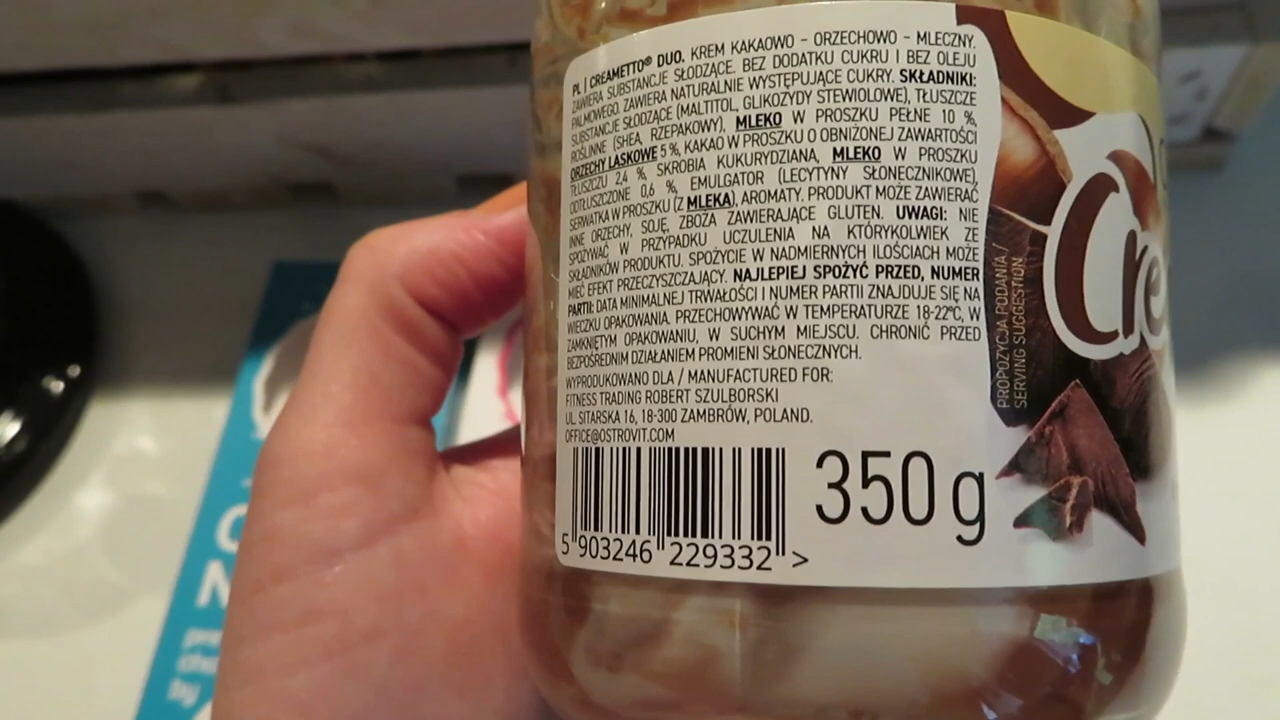 PL | CREAMETTO® DUO. KREM KAKAOWO – ORZECHOWO – MLECZNY.
ZAWIERA SUBSTANCJE SŁODZĄCE. BEZ DODATKU CUKRU I BEZ OLEJU
PALMOWEGO. ZAWIERA NATURALNIE WYSTĘPUJĄCE CUKRY. SKŁADNIKI:
SUBSTANCJE SŁODZĄCE (MALTITOL, GLIKOZYDY STEWIOLOWE), TŁUSZCZE
ROŚLINNE (SHEA, RZEPAKOWY), MLEKO W PROSZKU PEŁNE 10 %,
ORZECHY LASKOWE 5 %, KAKAO W PROSZKU O OBNIŻONEJ ZAWARTOŚCI
TŁUSZCZU 2,4 %, SKROBIA KUKURYDZIANA, MLEKO W PROSZKU
ODTŁUSZCZONE 0,6 %, EMULGATOR (LECYTYNY SŁONECZNIKOWE),
SERWATKA W PROSZKU (Z MLEKA), AROMATY. PRODUKT MOŻE ZAWIERAĆ
INNE ORZECHY, SOJĘ, ZBOŻA ZAWIERAJĄCE GLUTEN. UWAGI: NIE
SPOŻYWAĆ W PRZYPADKU UCZULENIA NA KTÓRYKOLWIEK ZE
SKŁADNIKÓW PRODUKTU. SPOŻYCIE W NADMIERNYCH ILOŚCIACH MOŻE
MIEĆ EFEKT PRZECZYSZCZAJĄCY. NAJLEPIEJ SPOŻYĆ PRZED, NUMER
PARTII: DATA MINIMALNEJ TRWAŁOŚCI I NUMER PARTII ZNAJDUJE SIĘ NA
WIECZKU OPAKOWANIA. PRZECHOWYWAĆ W TEMPERATURZE 18-22°C, W
ZAMKNIĘTYM OPAKOWANIU, W SUCHYM MIEJSCU. CHRONIĆ PRZED
BEZPOŚREDNIM DZIAŁANIEM PROMIENI SŁONECZNYCH.
WYPRODUKOWANO DLA / MANUFACTURED FOR:
FITNESS TRADING ROBERT SZULBORSKI
UL. SITARSKA 16, 18-300 ZAMBRÓW, POLAND.
OFFICE@OSTROVIT.COM
5 903246 229332 >
350 g
PROPOZYCJA PODANIA /
SERVING SUGGESTION
Cre